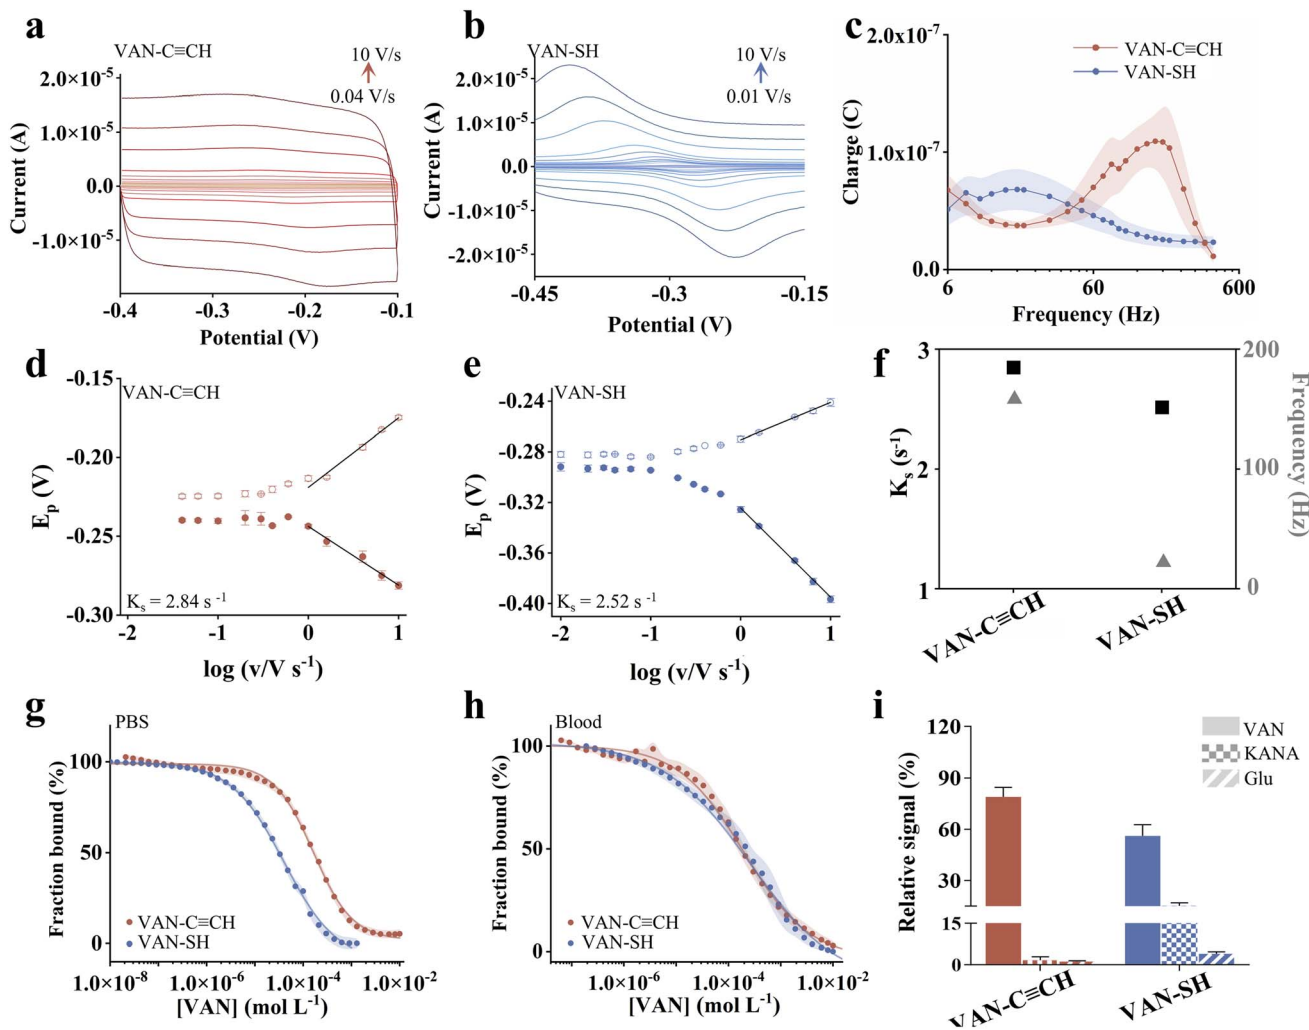 a
VAN-C≡CH
10 V/s
0.04 V/s
2.0×10⁻⁵
1.0×10⁻⁵
0.0
-1.0×10⁻⁵
Current (A)
-0.4
-0.3
-0.2
-0.1
Potential (V)
b
VAN-SH
10 V/s
0.01 V/s
2.0×10⁻⁵
1.0×10⁻⁵
0.0
-1.0×10⁻⁵
-2.0×10⁻⁵
Current (A)
-0.45
-0.3
-0.15
Potential (V)
c
VAN-C≡CH
VAN-SH
2.0x10⁻⁷
1.0x10⁻⁷
0.0
Charge (C)
6
60
600
Frequency (Hz)
d
VAN-C≡CH
-0.15
-0.20
-0.25
-0.30
Eₚ (V)
Kₛ = 2.84 s ⁻¹
-2
-1
0
1
log (v/V s⁻¹)
e
VAN-SH
-0.24
-0.28
-0.32
-0.36
-0.40
Eₚ (V)
Kₛ = 2.52 s ⁻¹
-2
-1
0
1
log (v/V s⁻¹)
f
3
2
1
Kₛ (s⁻¹)
200
100
0
Frequency (Hz)
VAN-C≡CH
VAN-SH
g
PBS
100
50
0
Fraction bound (%)
VAN-C≡CH
VAN-SH
1.0×10⁻⁸
1.0×10⁻⁶
1.0×10⁻⁴
1.0×10⁻²
[VAN] (mol L⁻¹)
h
Blood
100
50
0
Fraction bound (%)
VAN-C≡CH
VAN-SH
1.0×10⁻⁶
1.0×10⁻⁴
1.0×10⁻²
[VAN] (mol L⁻¹)
i
VAN
KANA
Glu
120
90
60
30
15
0
Relative signal (%)
VAN-C≡CH
VAN-SH